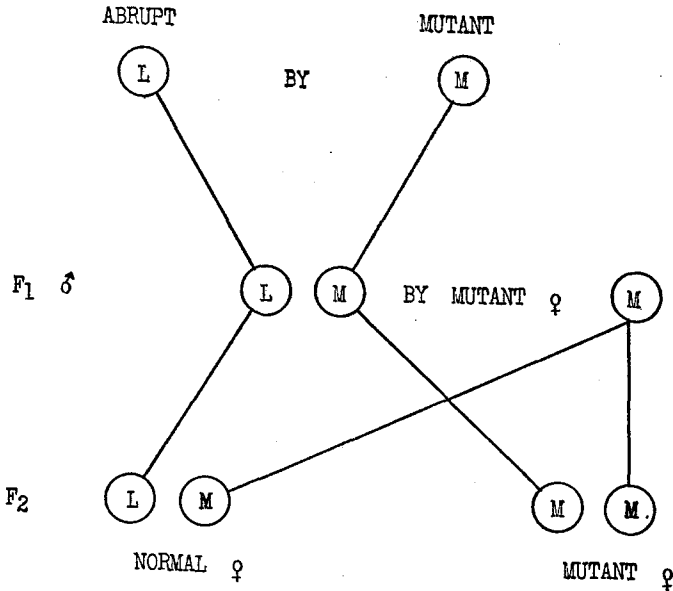 ABRUPT
MUTANT
L BY M
F1 ♂ L M BY MUTANT ♀ M
F2 L M M M.
NORMAL ♀
MUTANT ♀